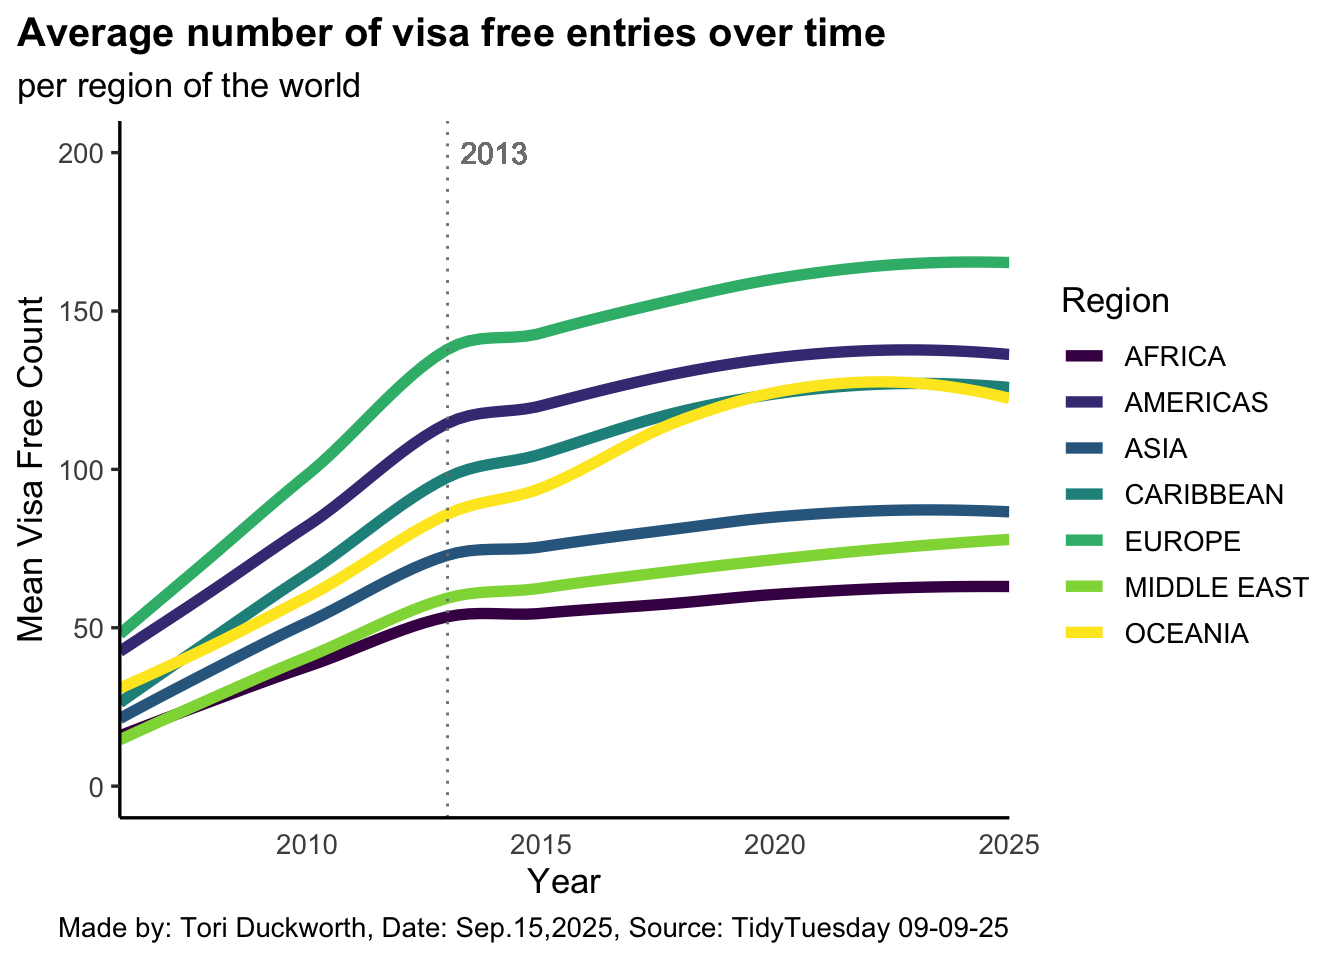 Average number of visa free entries over time
per region of the world
200
150
100
50
0
Mean Visa Free Count
2013
2010
2015
2020
2025
Year
Region
AFRICA
AMERICAS
ASIA
CARIBBEAN
EUROPE
MIDDLE EAST
OCEANIA
Made by: Tori Duckworth, Date: Sep.15,2025, Source: TidyTuesday 09-09-25